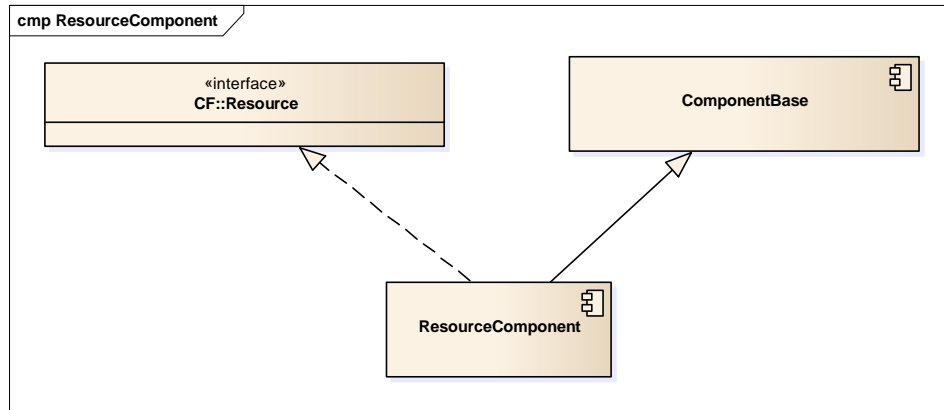 cmp ResourceComponent
«interface»
CF::Resource
ComponentBase
ResourceComponent